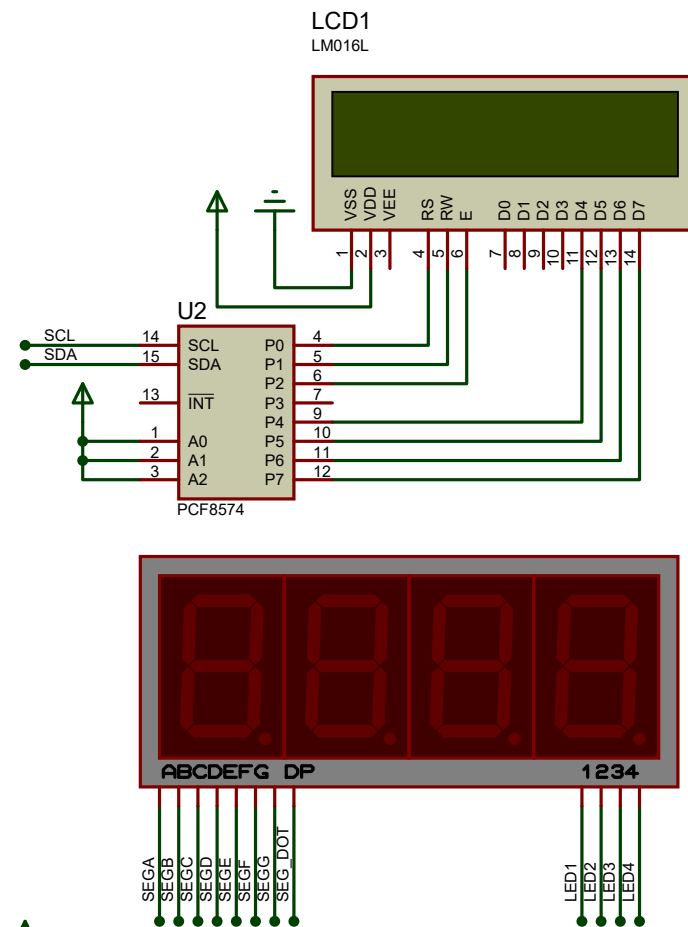 LCD1
LM016L
VSS VDD VEE RS RW E D0 D1 D2 D3 D4 D5 D6 D7
1 2 3 4 5 6 7 8 9 10 11 12 13 14
U2
SCL 14 SCL P0 4
SDA 15 SDA P1 5
P2 6
13 INT P3 7
P4 9
1 A0 P5 10
2 A1 P6 11
3 A2 P7 12
PCF8574
ABCDEFG DP 1234
SEGA SEGB SEGC SEGD SEGE SEGF SEGG SEG_DOT LED1 LED2 LED3 LED4